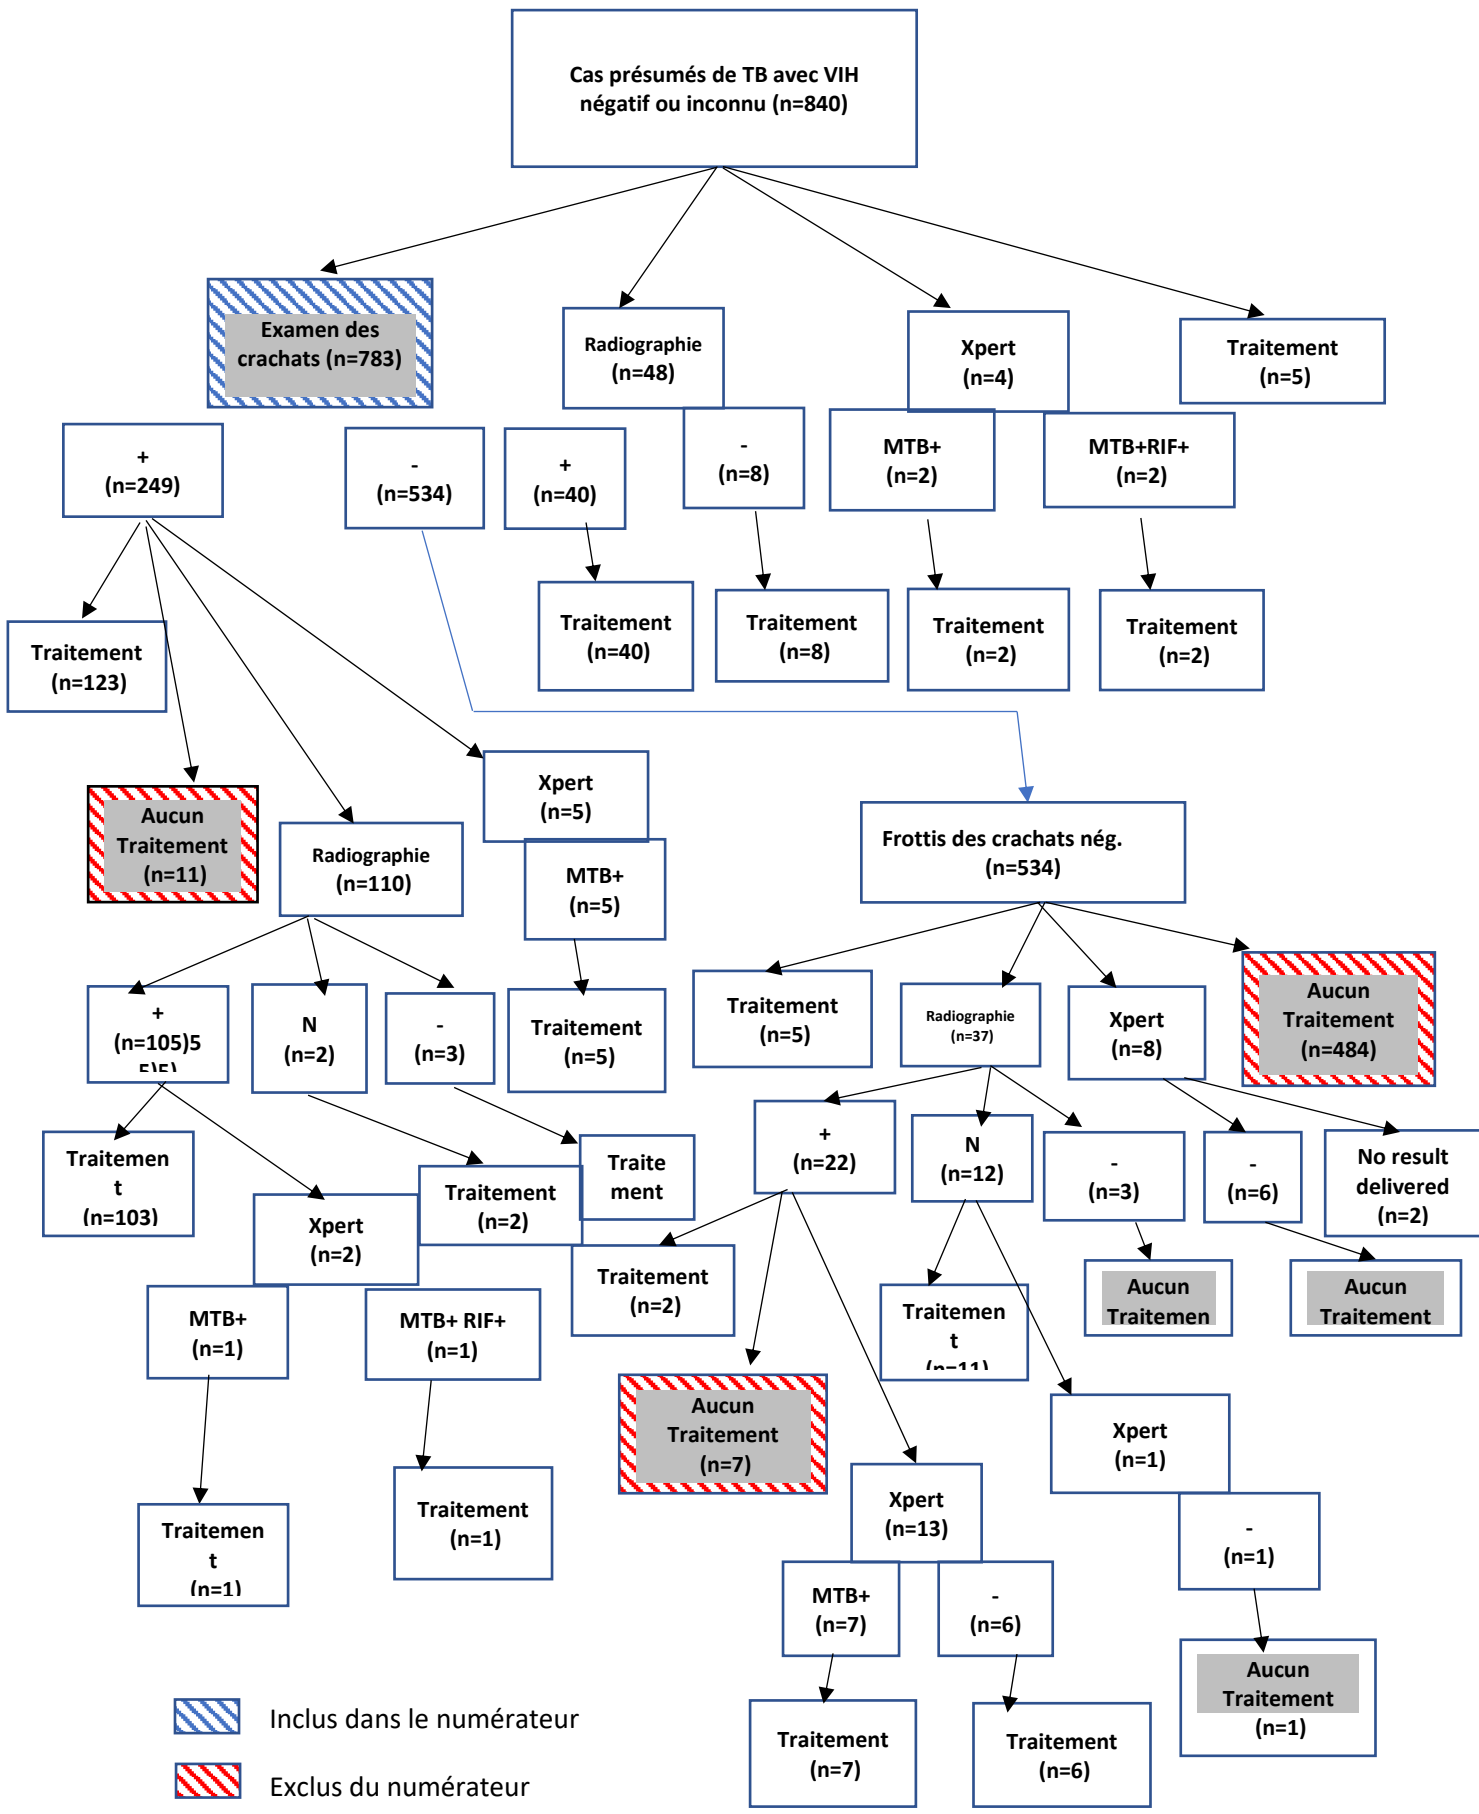 Cas présumés de TB avec VIH
négatif ou inconnu (n=840)
Examen des
crachats (n=783)
Radiographie
(n=48)
Xpert
(n=4)
Traitement
(n=5)
+
(n=249)
-
(n=534)
+
(n=40)
-
(n=8)
MTB+
(n=2)
MTB+RIF+
(n=2)
Traitement
(n=123)
Traitement
(n=40)
Traitement
(n=8)
Traitement
(n=2)
Traitement
(n=2)
Aucun
Traitement
(n=11)
Radiographie
(n=110)
Xpert
(n=5)
MTB+
(n=5)
Frottis des crachats nég.
(n=534)
+
(n=105)5
5)5)
N
(n=2)
-
(n=3)
Traitement
(n=5)
Traitement
(n=5)
Radiographie
(n=37)
Xpert
(n=8)
Aucun
Traitement
(n=484)
Traitemen
t
(n=103)
Xpert
(n=2)
Traitement
(n=2)
Traite
ment
+
(n=22)
N
(n=12)
-
(n=3)
-
(n=6)
No result
delivered
(n=2)
MTB+
(n=1)
MTB+ RIF+
(n=1)
Traitement
(n=2)
Traitemen
t
(n=11)
Aucun
Traitemen
Aucun
Traitement
Aucun
Traitement
(n=7)
Xpert
(n=1)
Traitemen
t
(n=1)
Traitement
(n=1)
Xpert
(n=13)
-
(n=1)
MTB+
(n=7)
-
(n=6)
Aucun
Traitement
(n=1)
Traitement
(n=7)
Traitement
(n=6)
Inclus dans le numérateur
Exclus du numérateur